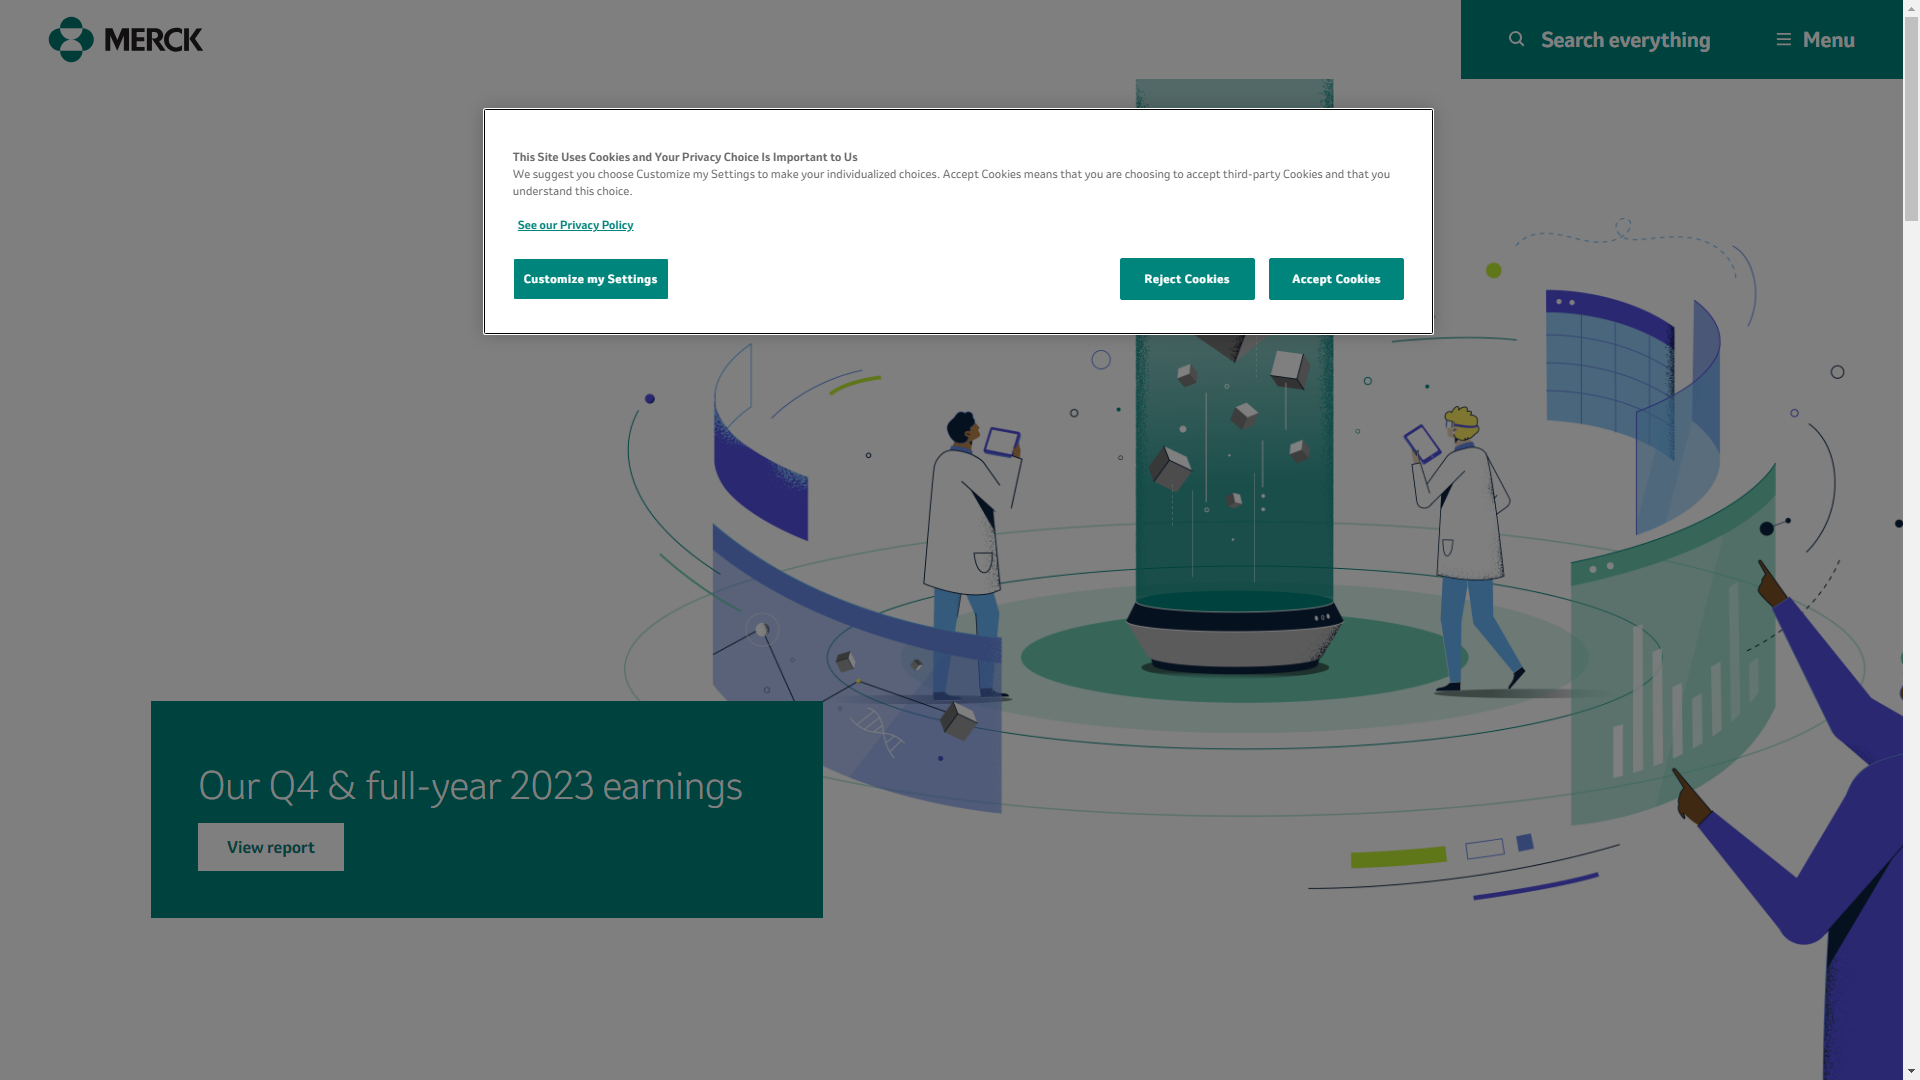 MERCK
Search everything
Menu
This Site Uses Cookies and Your Privacy Choice Is Important to Us
We suggest you choose Customize my Settings to make your individualized choices. Accept Cookies means that you are choosing to accept third-party Cookies and that you
understand this choice.
See our Privacy Policy
Customize my Settings
Reject Cookies
Accept Cookies
Our Q4 & full-year 2023 earnings
View report